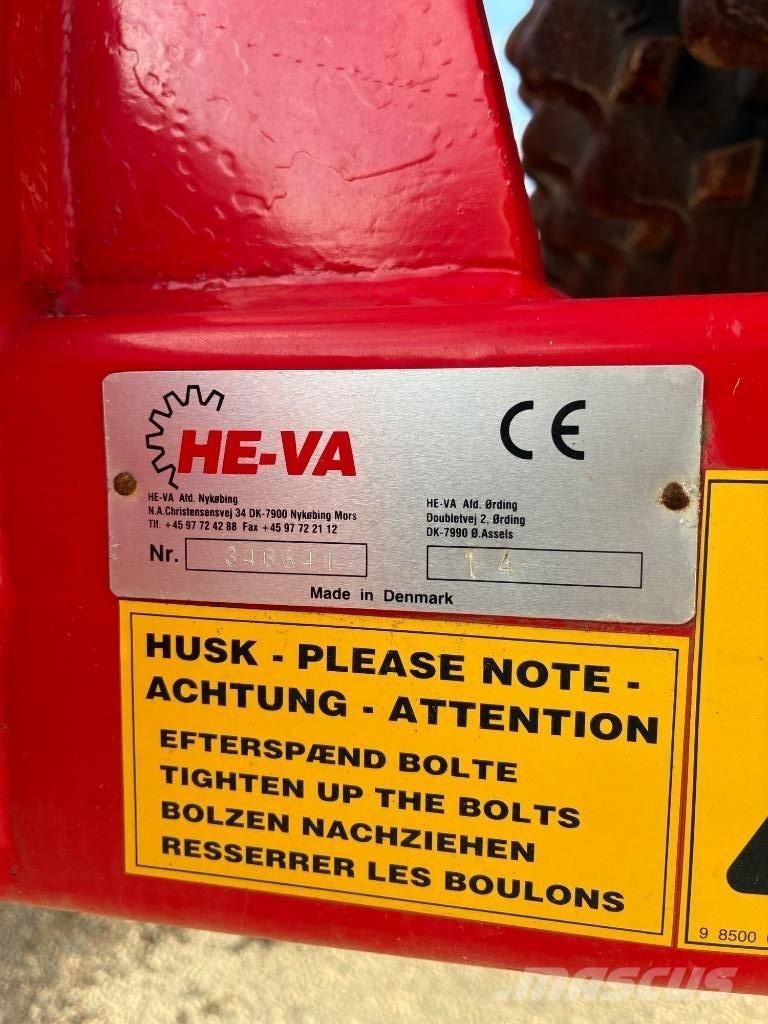 HE-VA
CE
HE-VA Afd. Nykøbing
N.A.Christensensvej 34 DK-7900 Nykøbing Mors
Tlf. +45 97 72 42 88 Fax +45 97 72 21 12
HE-VA Afd. Ørding
Doubletvej 2, Ørding
DK-7990 Ø.Assels
Nr.
14
Made in Denmark
HUSK - PLEASE NOTE -
ACHTUNG - ATTENTION
EFTERSPÆND BOLTE
TIGHTEN UP THE BOLTS
BOLZEN NACHZIEHEN
RESSERRER LES BOULONS
9 8500
MASCUS